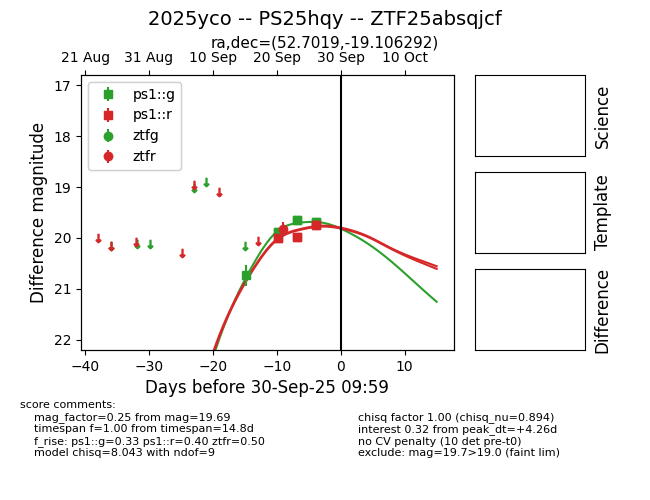 2025yco -- PS25hqy -- ZTF25absqjcf
ra,dec=(52.7019,-19.106292)
21 Aug 31 Aug 10 Sep 20 Sep 30 Sep 10 Oct
ps1::g
ps1::r
ztfg
ztfr
17
18
19
20
21
22
Difference magnitude
−40 −30 −20 −10 0 10
Days before 30-Sep-25 09:59
Science
Template
Difference
score comments:
mag_factor=0.25 from mag=19.69
timespan f=1.00 from timespan=14.8d
f_rise: ps1::g=0.33 ps1::r=0.40 ztfr=0.50
model chisq=8.043 with ndof=9
chisq factor 1.00 (chisq_nu=0.894)
interest 0.32 from peak_dt=+4.26d
no CV penalty (10 det pre-t0)
exclude: mag=19.7>19.0 (faint lim)